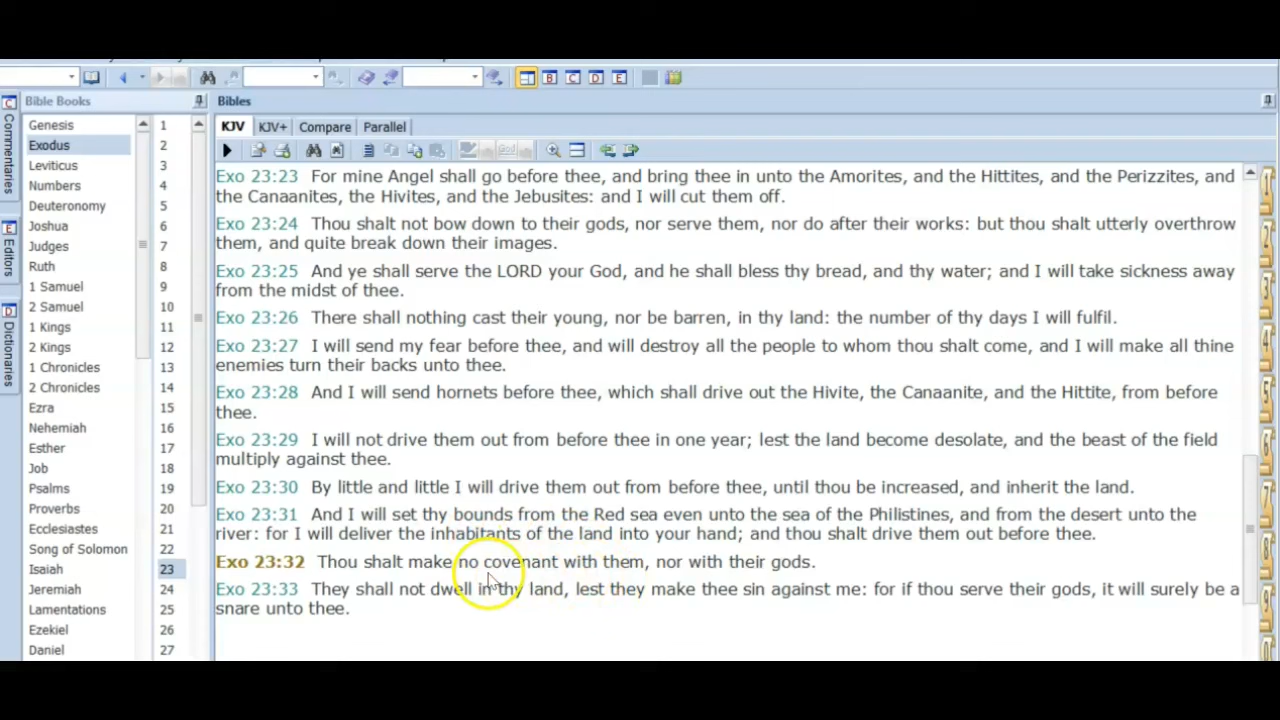 Bible Books
Bibles
KJV
KJV+
Compare
Parallel
Commentaries
Editors
Dictionaries
B
C
D
E
Genesis 1
Exodus 2
Leviticus 3
Numbers 4
Deuteronomy 5
Joshua 6
Judges 7
Ruth 8
1 Samuel 9
2 Samuel 10
1 Kings 11
2 Kings 12
1 Chronicles 13
2 Chronicles 14
Ezra 15
Nehemiah 16
Esther 17
Job 18
Psalms 19
Proverbs 20
Ecclesiastes 21
Song of Solomon 22
Isaiah 23
Jeremiah 24
Lamentations 25
Ezekiel 26
Daniel 27
Exo 23:23 For mine Angel shall go before thee, and bring thee in unto the Amorites, and the Hittites, and the Perizzites, and
the Canaanites, the Hivites, and the Jebusites: and I will cut them off.
Exo 23:24 Thou shalt not bow down to their gods, nor serve them, nor do after their works: but thou shalt utterly overthrow
them, and quite break down their images.
Exo 23:25 And ye shall serve the LORD your God, and he shall bless thy bread, and thy water; and I will take sickness away
from the midst of thee.
Exo 23:26 There shall nothing cast their young, nor be barren, in thy land: the number of thy days I will fulfil.
Exo 23:27 I will send my fear before thee, and will destroy all the people to whom thou shalt come, and I will make all thine
enemies turn their backs unto thee.
Exo 23:28 And I will send hornets before thee, which shall drive out the Hivite, the Canaanite, and the Hittite, from before
thee.
Exo 23:29 I will not drive them out from before thee in one year; lest the land become desolate, and the beast of the field
multiply against thee.
Exo 23:30 By little and little I will drive them out from before thee, until thou be increased, and inherit the land.
Exo 23:31 And I will set thy bounds from the Red sea even unto the sea of the Philistines, and from the desert unto the
river: for I will deliver the inhabitants of the land into your hand; and thou shalt drive them out before thee.
Exo 23:32 Thou shalt make no covenant with them, nor with their gods.
Exo 23:33 They shall not dwell in thy land, lest they make thee sin against me: for if thou serve their gods, it will surely be a
snare unto thee.